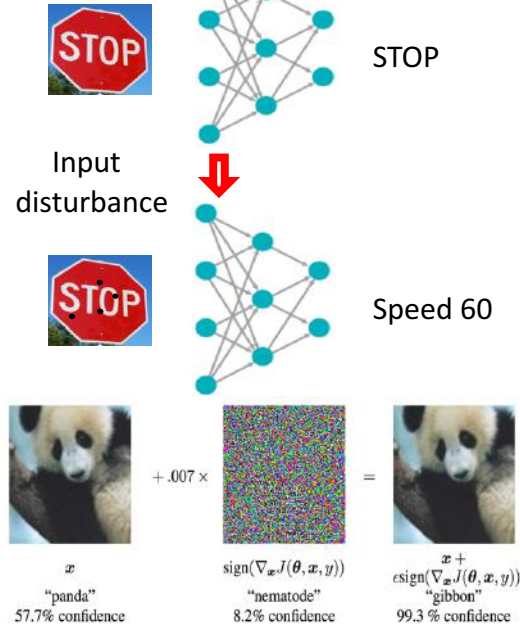 STOP
STOP
Input
disturbance
STOP
Speed 60
+ .007 ×
=
x
sign(∇ₓJ(θ, x, y))
x +
ϵsign(∇ₓJ(θ, x, y))
"panda"
"nematode"
"gibbon"
57.7% confidence
8.2% confidence
99.3 % confidence